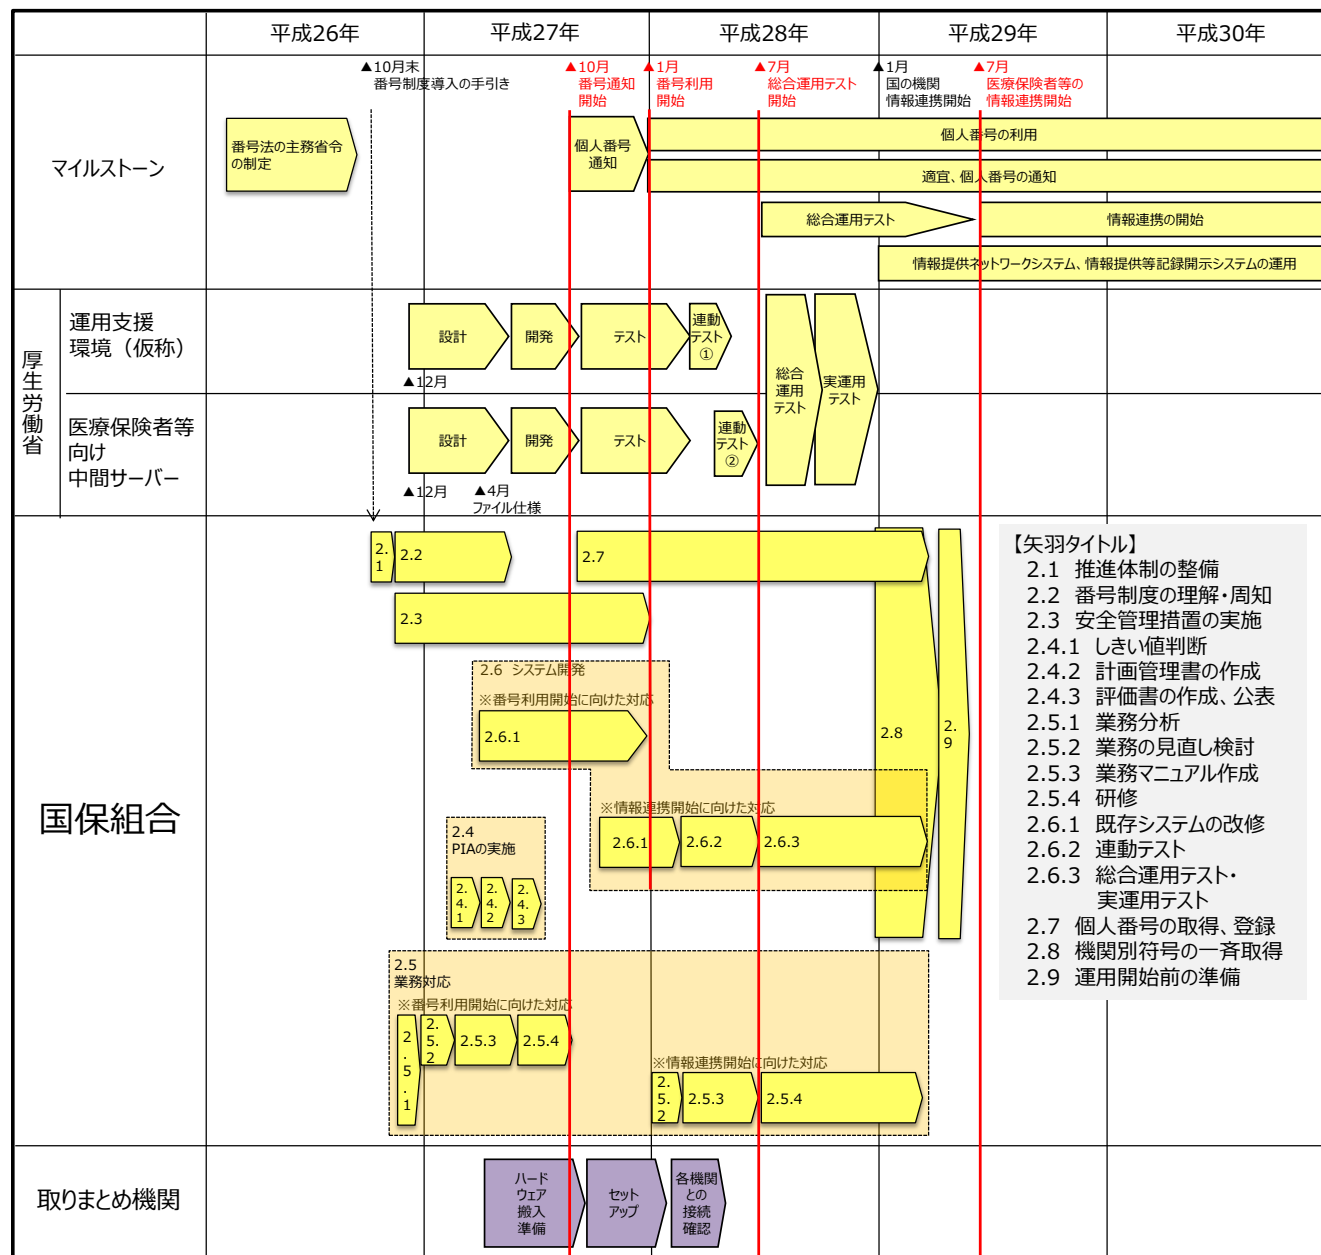 平成26年
平成27年
平成28年
平成29年
平成30年
マイルストーン
▲10月末
番号制度導入の手引き
▲10月
番号通知
開始
▲1月
番号利用
開始
▲7月
総合運用テスト
開始
▲1月
国の機関
情報連携開始
▲7月
医療保険者等の
情報連携開始
番号法の主務省令
の制定
個人番号
通知
個人番号の利用
適宜、個人番号の通知
総合運用テスト
情報連携の開始
情報提供ネットワークシステム、情報提供等記録開示システムの運用
厚生労働省
運用支援
環境（仮称）
設計
開発
テスト
連動
テスト
①
▲12月
総合
運用
テスト
実運用
テスト
医療保険者等
向け
中間サーバー
設計
開発
テスト
連動
テスト
②
▲12月
▲4月
ファイル仕様
国保組合
2.
1
2.2
2.7
2.3
2.6 システム開発
※番号利用開始に向けた対応
2.6.1
※情報連携開始に向けた対応
2.6.1
2.6.2
2.6.3
2.8
2.
9
2.4
PIAの実施
2.
4.
1
2.
4.
2
2.
4.
3
2.5
業務対応
※番号利用開始に向けた対応
2
.
5
.
1
2.
5.
2
2.5.3
2.5.4
※情報連携開始に向けた対応
2.
5.
2
2.5.3
2.5.4
【矢羽タイトル】
2.1 推進体制の整備
2.2 番号制度の理解・周知
2.3 安全管理措置の実施
2.4.1 しきい値判断
2.4.2 計画管理書の作成
2.4.3 評価書の作成、公表
2.5.1 業務分析
2.5.2 業務の見直し検討
2.5.3 業務マニュアル作成
2.5.4 研修
2.6.1 既存システムの改修
2.6.2 連動テスト
2.6.3 総合運用テスト・
実運用テスト
2.7 個人番号の取得、登録
2.8 機関別符号の一斉取得
2.9 運用開始前の準備
取りまとめ機関
ハード
ウェア
搬入
準備
セット
アップ
各機関
との
接続
確認